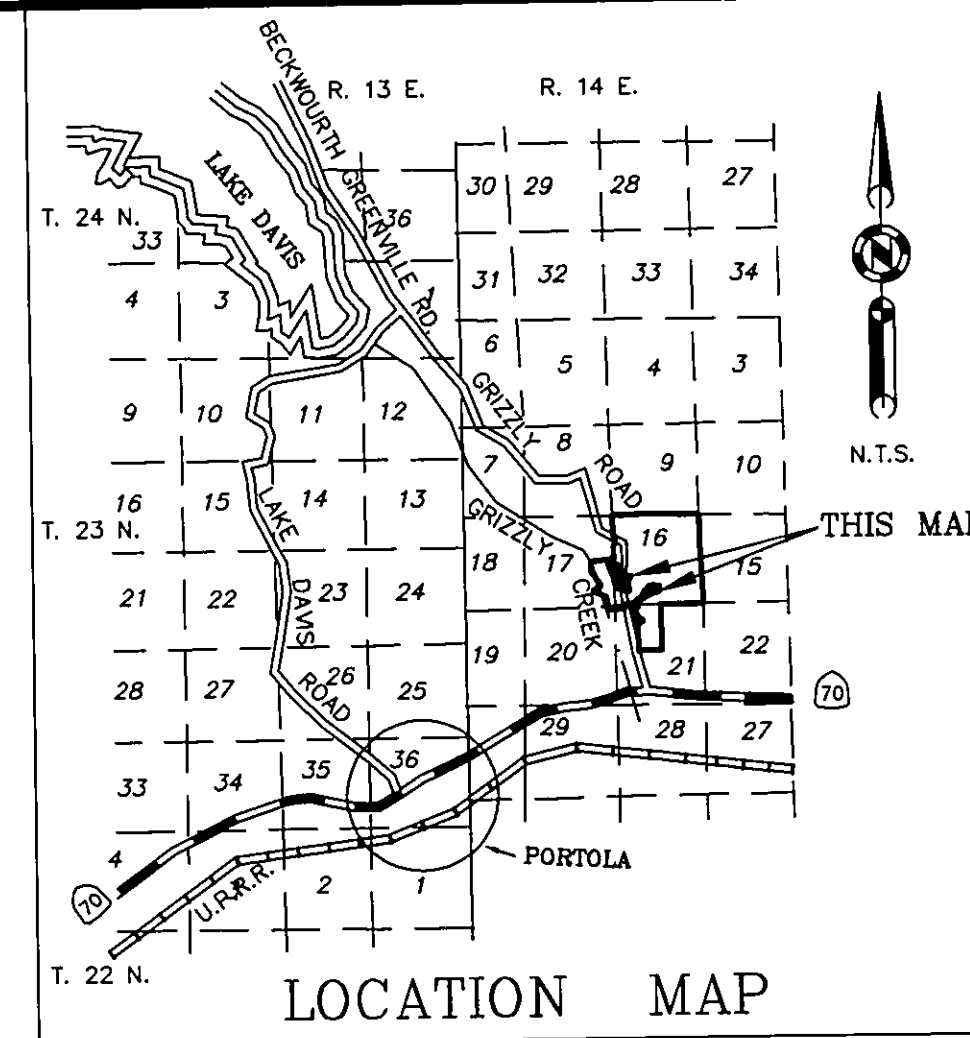 R. 13 E. R. 14 E.
BECKWOURTH GREENVILLE RD.
LAKE DAVIS
T. 24 N.
36 30 29 28 27
33
31 32 33 34
4 3 1
6 5 4 3
N.T.S.
GRIZZLY ROAD
9 10 11 12
7 8 9 10
16 15 14 13
T. 23 N.
LAKE DAVIS ROAD
GRIZZLY CREEK
18 17 16 15
THIS MAP
21 22 23 24
19 20 21 22
28 27 26 25
70
29 28 27
33 34 35 36
PORTOLA
4 2 1
70
U.P.R.R.
T. 22 N.
LOCATION MAP